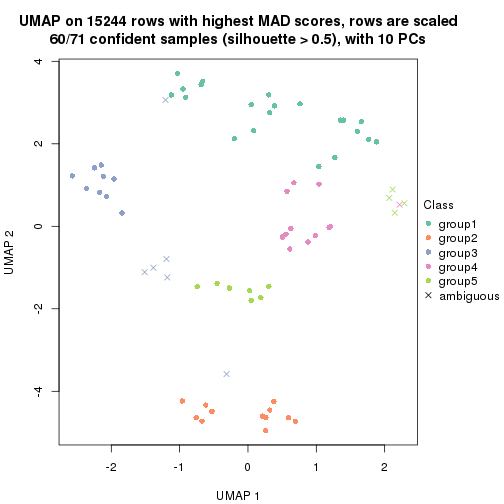 UMAP on 15244 rows with highest MAD scores, rows are scaled
60/71 confident samples (silhouette > 0.5), with 10 PCs
4
2
0
-2
-4
UMAP 2
-2
-1
0
1
2
UMAP 1
Class
group1
group2
group3
group4
group5
ambiguous